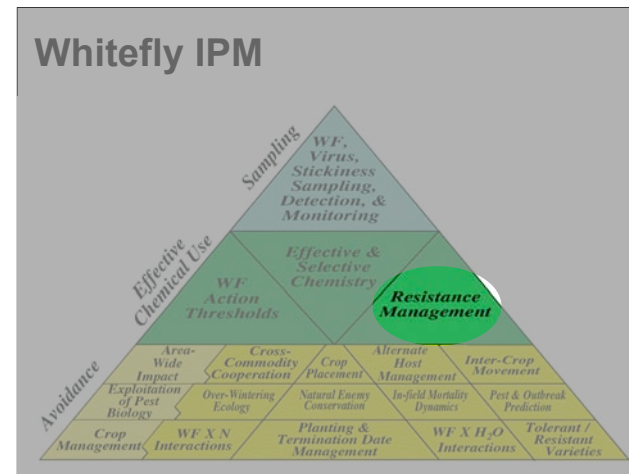 Whitefly IPM
Sampling
WF,
Virus,
Stickiness
Sampling,
Detection, &
Monitoring
Effective
Chemical Use
WF
Action
Thresholds
Effective &
Selective
Chemistry
Resistance
Management
Avoidance
Area-
Wide
Impact
Cross-
Commodity
Cooperation
Crop
Placement
Alternate
Host
Management
Inter-Crop
Movement
Exploitation
of Pest
Biology
Over-Wintering
Ecology
Natural Enemy
Conservation
In-field Mortality
Dynamics
Pest & Outbreak
Prediction
Crop
Management
WF X N
Interactions
Planting &
Termination Date
Management
WF X H₂O
Interactions
Tolerant /
Resistant
Varieties